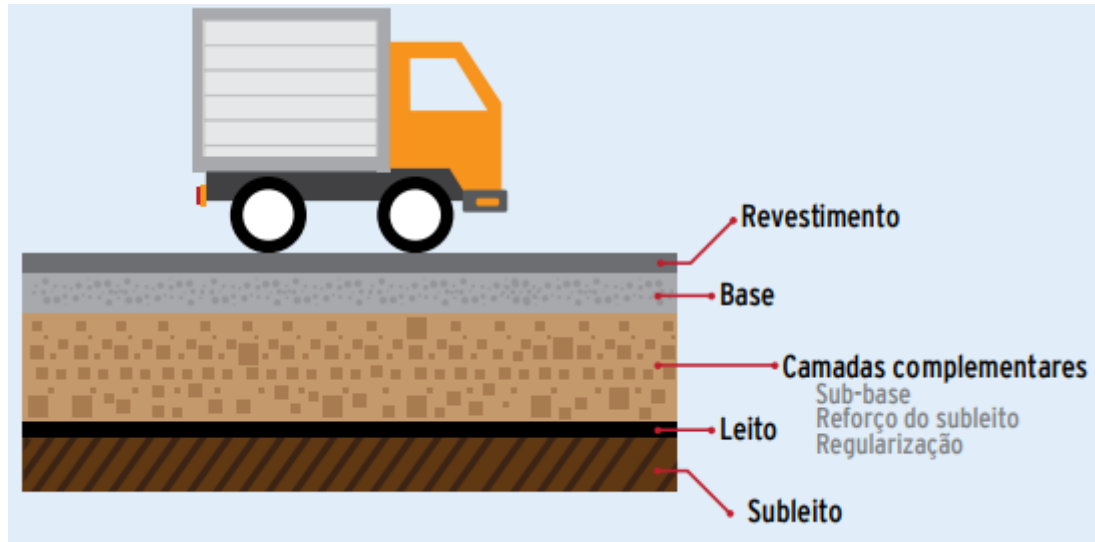 Revestimento
Base
Camadas complementares
Sub-base
Reforço do subleito
Regularização
Leito
Subleito